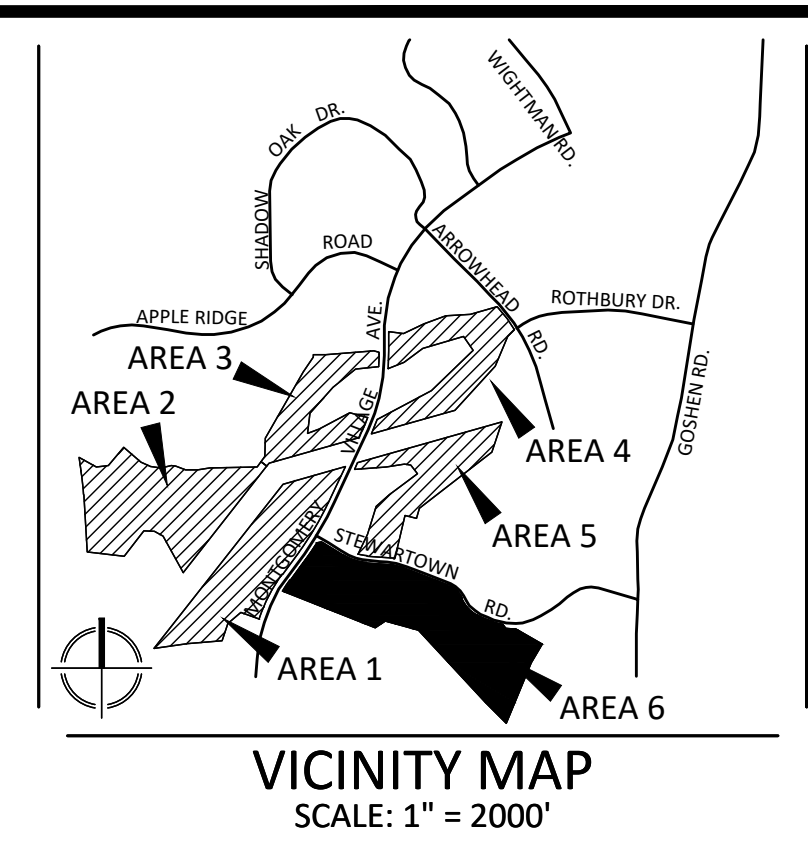 WIGHTMAN RD.
SHADOW OAK DR.
APPLE RIDGE ROAD
ARROWHEAD RD.
ROTHBURY DR.
GOSHEN RD.
MONTGOMERY VILLAGE AVE.
STEWARTOWN RD.
AREA 3
AREA 2
AREA 4
AREA 5
AREA 1
AREA 6
VICINITY MAP
SCALE: 1" = 2000'